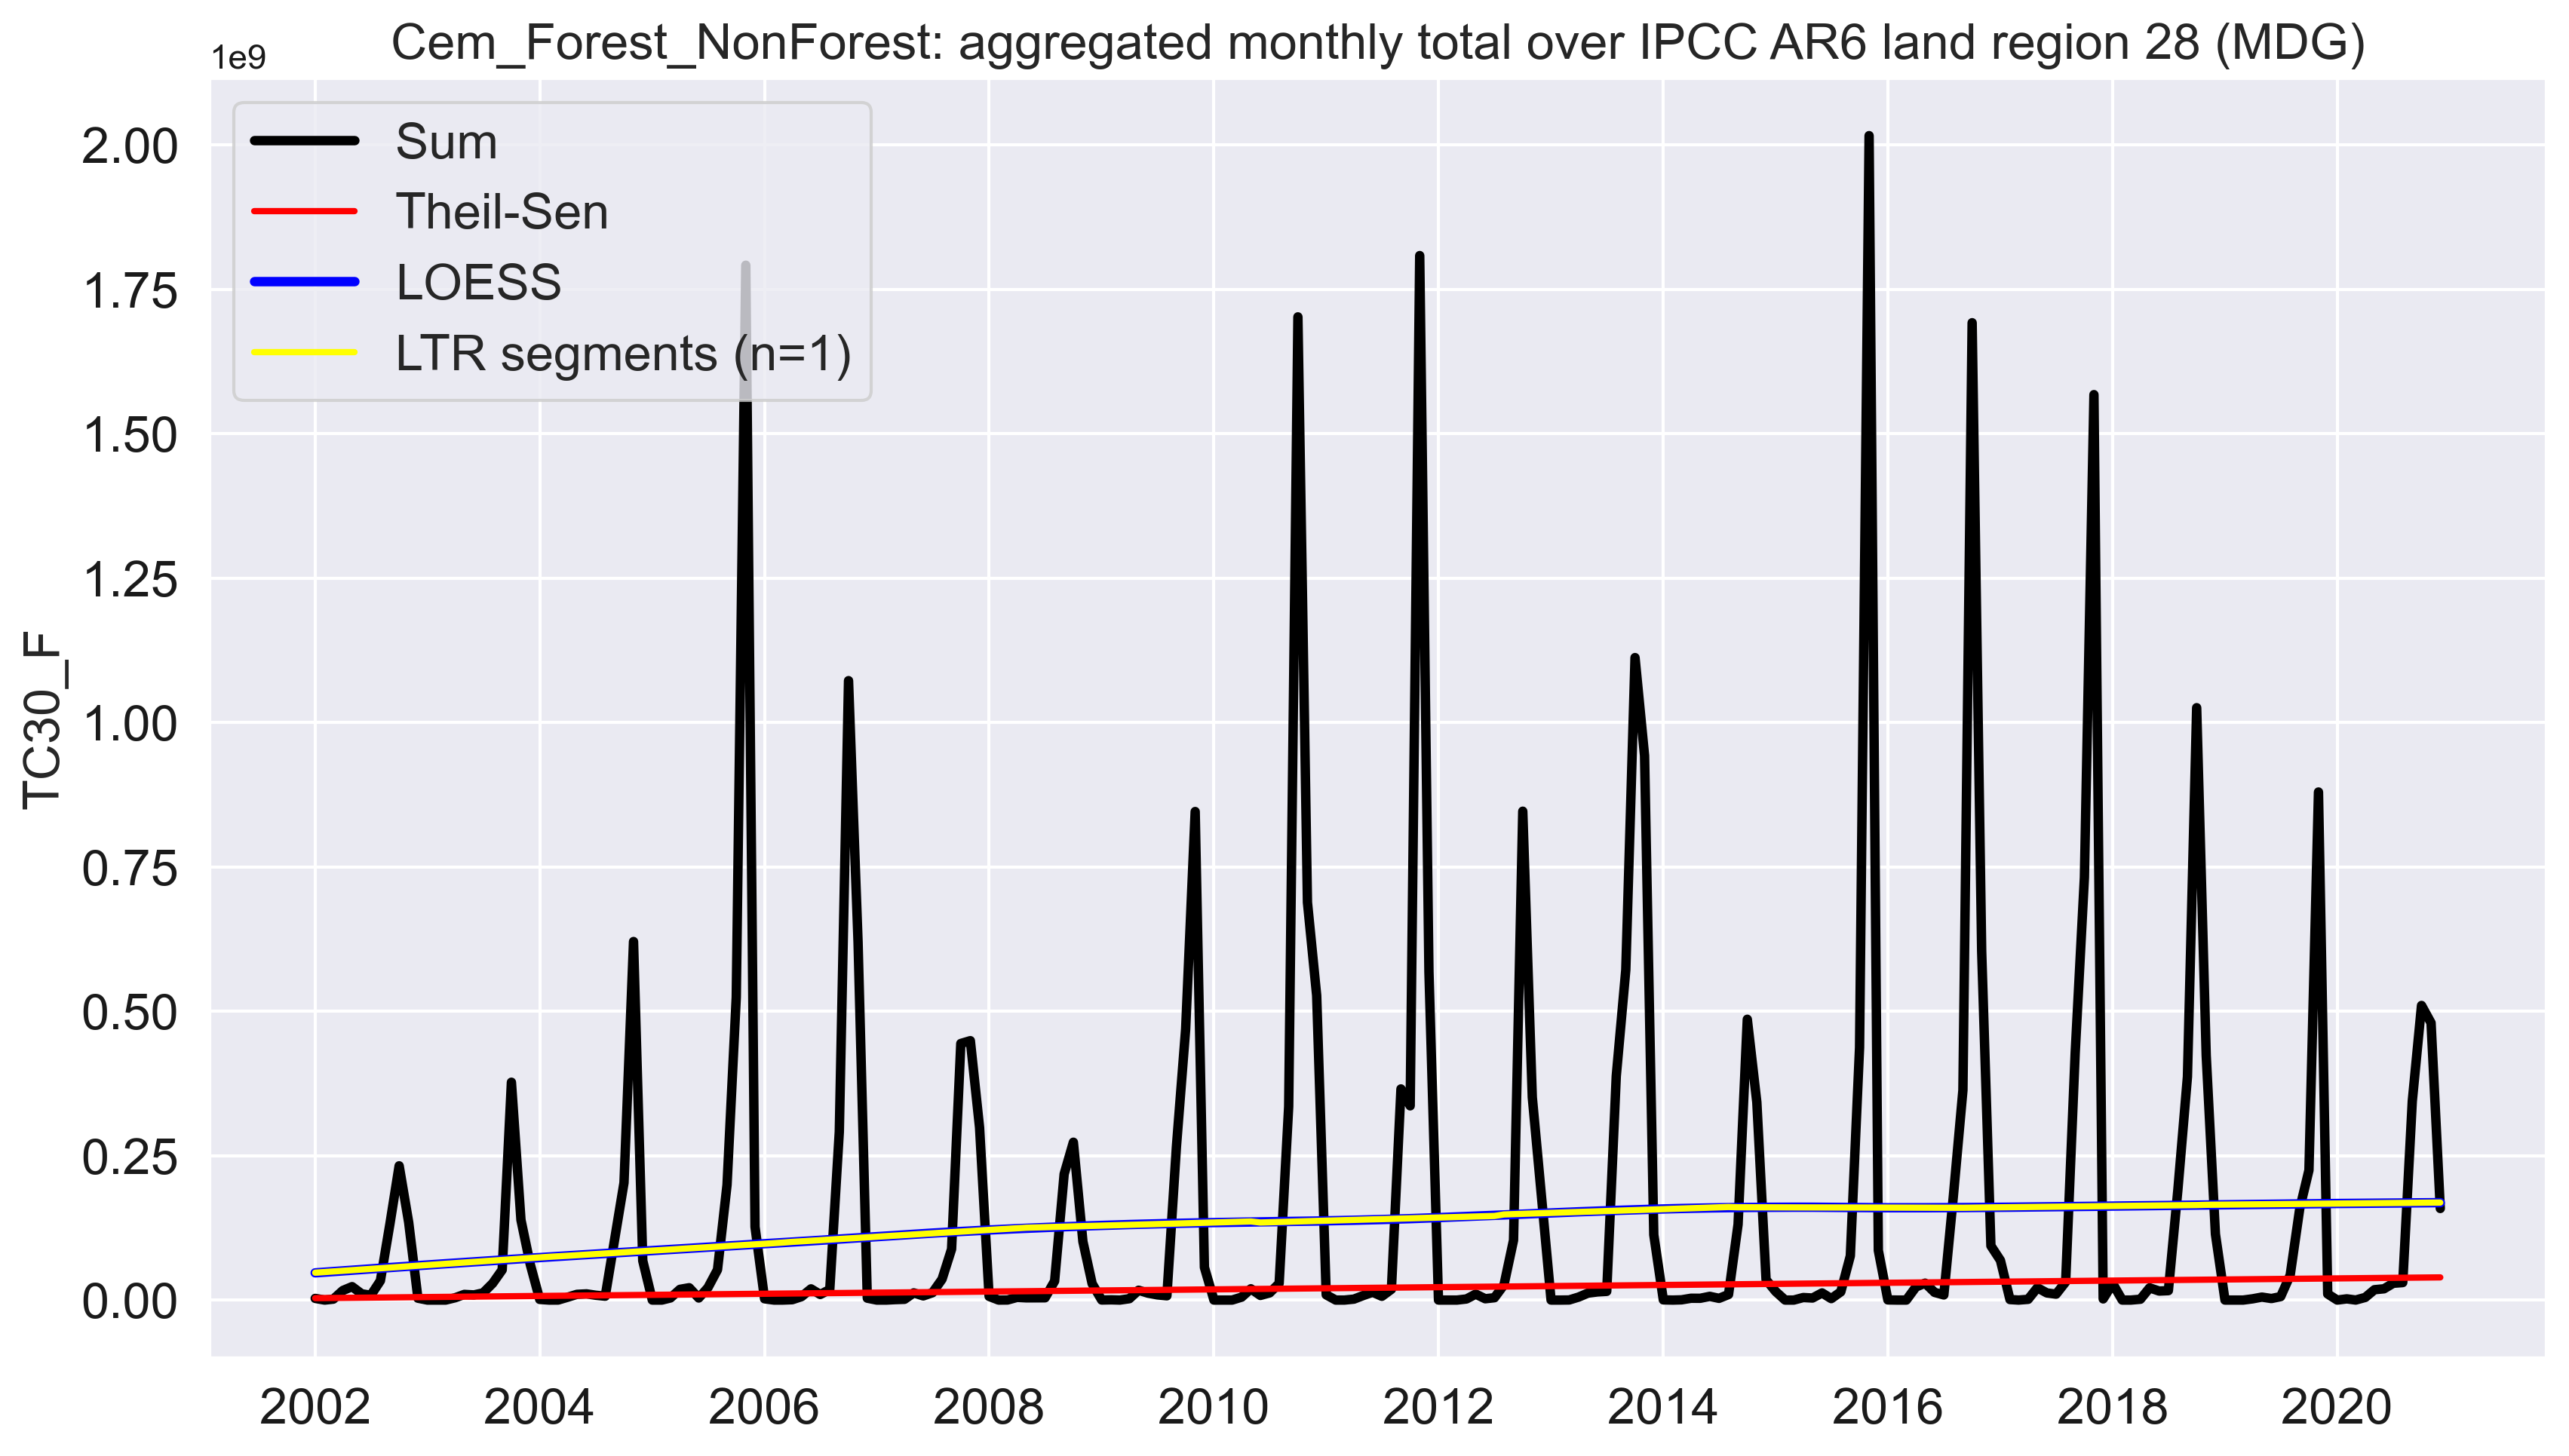 Cem_Forest_NonForest: aggregated monthly total over IPCC AR6 land region 28 (MDG)
1e9
Sum
Theil-Sen
LOESS
LTR segments (n=1)
2.00
1.75
1.50
1.25
1.00
0.75
0.50
0.25
0.00
TC30_F
2002 2004 2006 2008 2010 2012 2014 2016 2018 2020